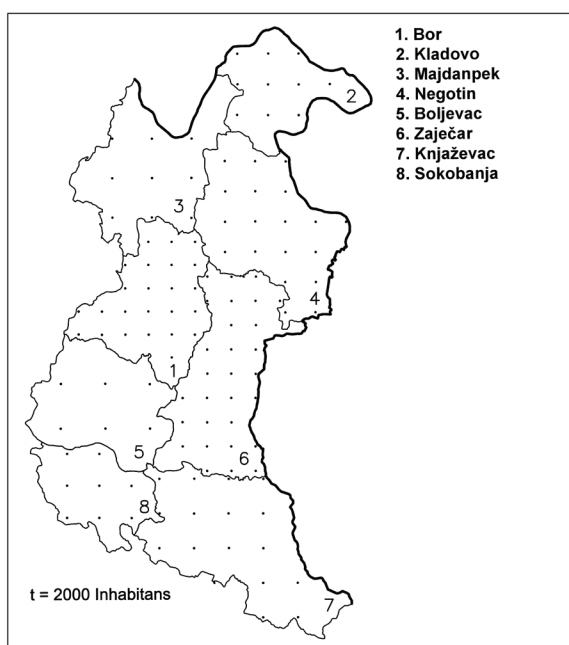 1. Bor
2. Kladovo
3. Majdanpek
4. Negotin
5. Boljevac
6. Zaječar
7. Knjaževac
8. Sokobanja
2
3
4
1
5
6
8
7
t = 2000 Inhabitans